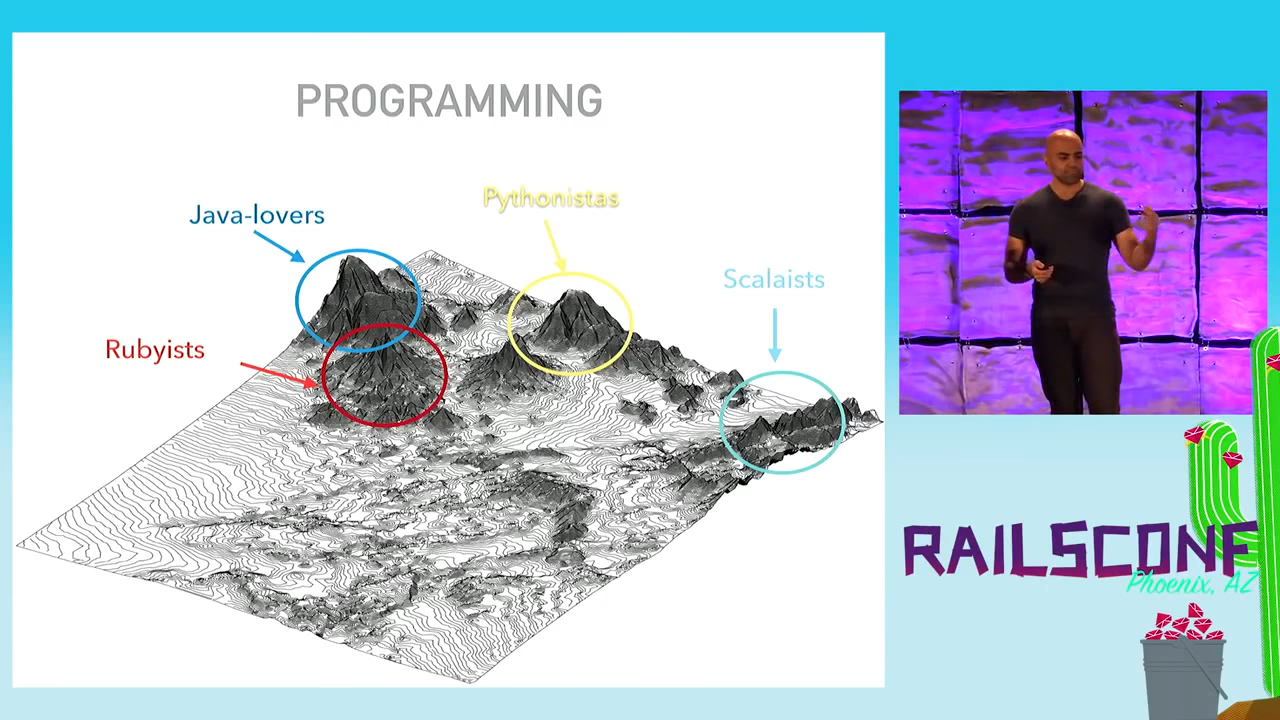 PROGRAMMING
Java-lovers
Pythonistas
Scalaists
Rubyists
RAILSCONF
Phoenix, AZ